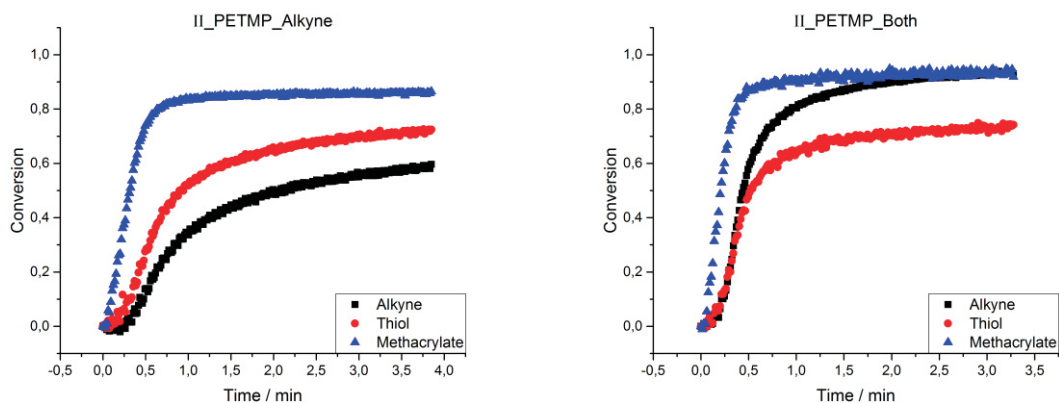 II_PETMP_Alkyne
1,0
0,8
0,6
0,4
0,2
0,0
Conversion
-0,5 0,0 0,5 1,0 1,5 2,0 2,5 3,0 3,5 4,0
Time / min
Alkyne
Thiol
Methacrylate
II_PETMP_Both
1,0
0,8
0,6
0,4
0,2
0,0
Conversion
-0,5 0,0 0,5 1,0 1,5 2,0 2,5 3,0 3,5
Time / min
Alkyne
Thiol
Methacrylate